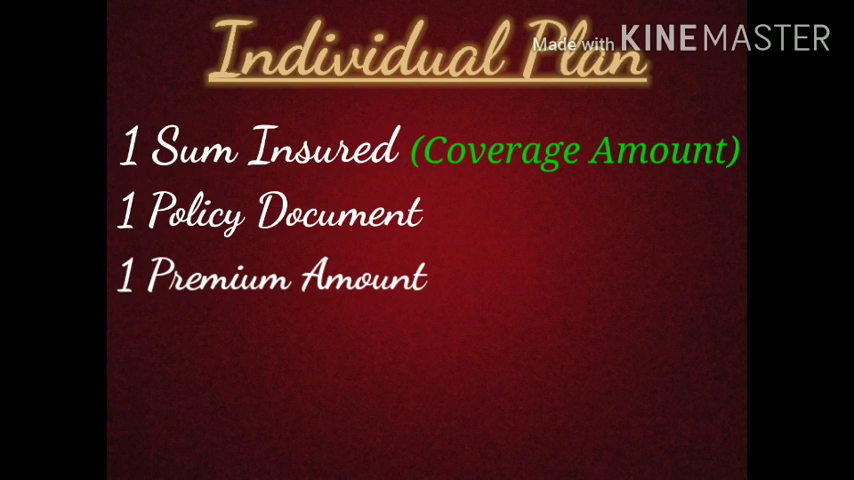 Individual Plan
Made with KINEMASTER
1 Sum Insured (Coverage Amount)
1 Policy Document
1 Premium Amount